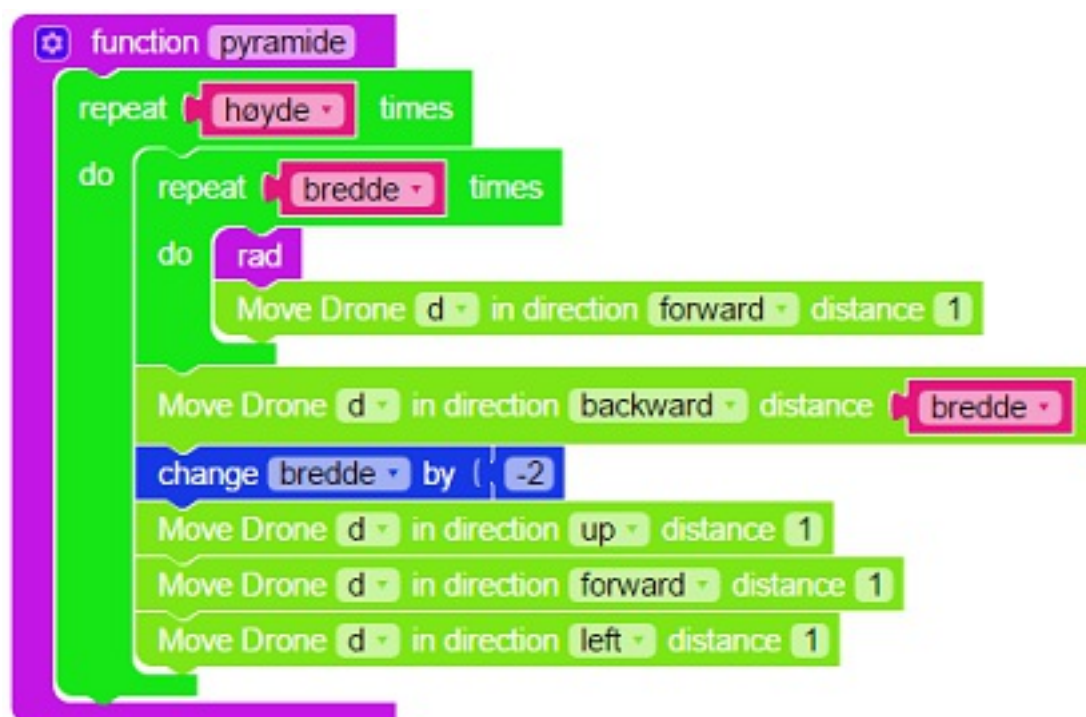 function pyramide
repeat høyde times
do repeat bredde times
do rad
Move Drone d in direction forward distance 1
Move Drone d in direction backward distance bredde
change bredde by -2
Move Drone d in direction up distance 1
Move Drone d in direction forward distance 1
Move Drone d in direction left distance 1